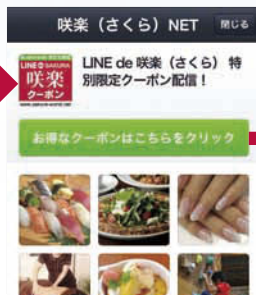 咲楽（さくら）NET
閉じる
LINE@ SAKURA
咲楽
クーポン
LINE de 咲楽（さくら） 特
別限定クーポン配信！
お得なクーポンはこちらをクリック